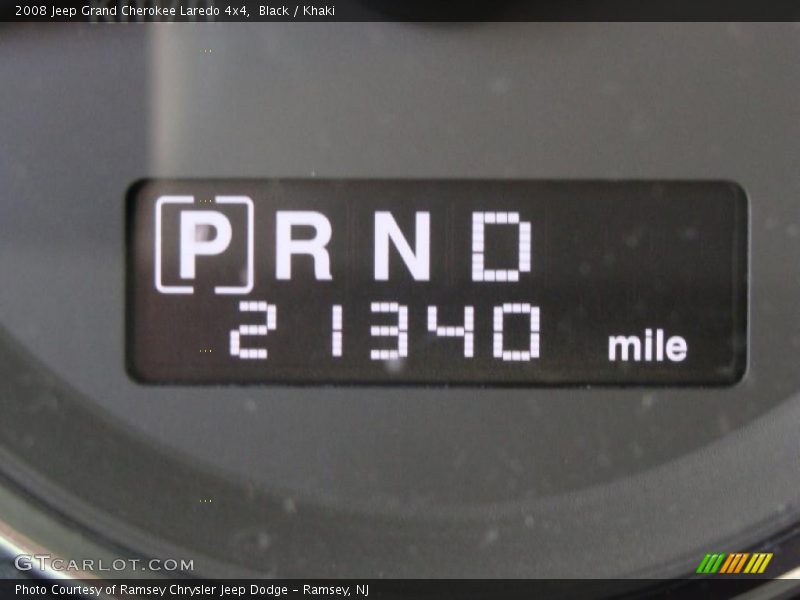 2008 Jeep Grand Cherokee Laredo 4x4,  Black / Khaki
P R N D
21340 mile
GTCARLOT.COM
Photo Courtesy of Ramsey Chrysler Jeep Dodge - Ramsey, NJ